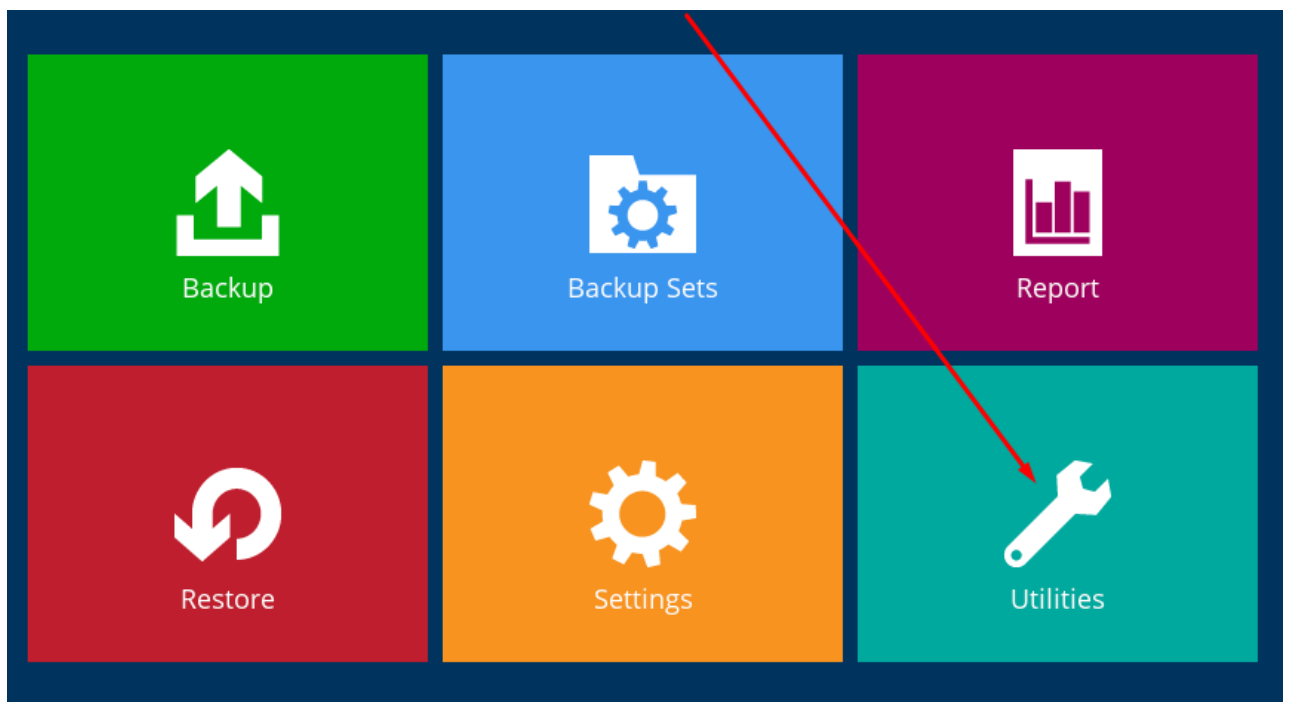 Backup
Backup Sets
Report
Restore
Settings
Utilities